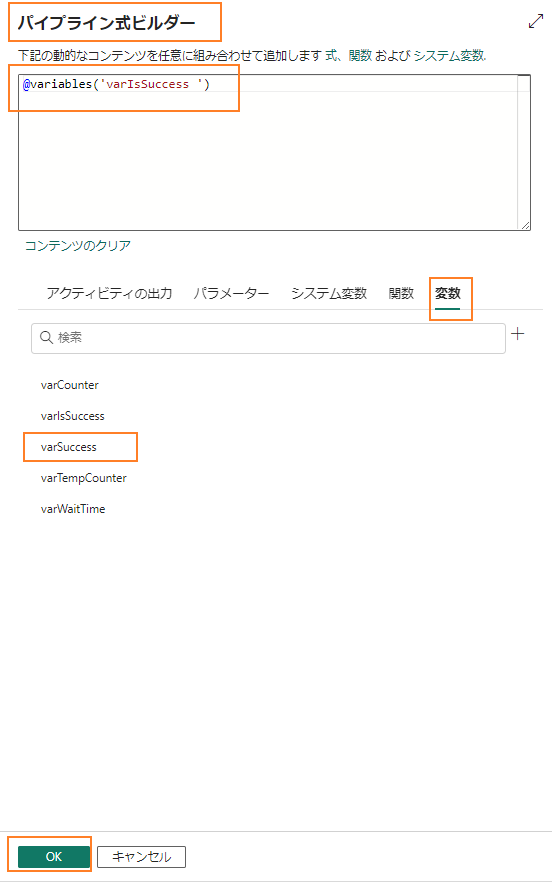 パイプライン式ビルダー
下記の動的なコンテンツを任意に組み合わせて追加します 式、関数 および システム変数.
@variables('varIsSuccess ')
コンテンツのクリア
アクティビティの出力 パラメーター システム変数 関数 変数
検索
varCounter
varIsSuccess
varSuccess
varTempCounter
varWaitTime
OK キャンセル